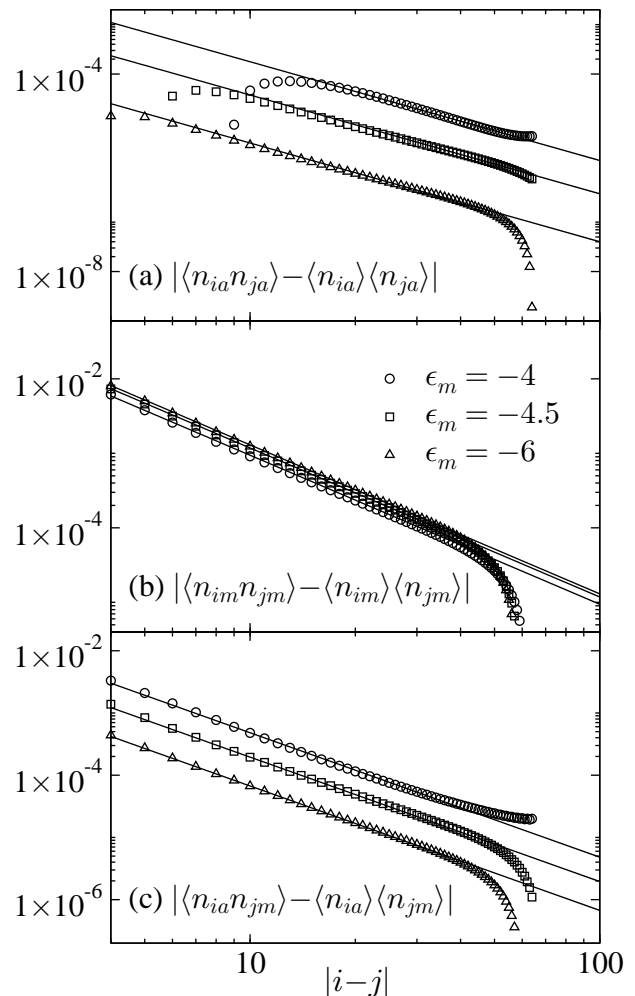 1×10⁻⁴
1×10⁻⁸
(a) |⟨n_{ia}n_{ja}⟩−⟨n_{ia}⟩⟨n_{ja}⟩|
1×10⁻²
ϵ_m = −4
ϵ_m = −4.5
ϵ_m = −6
1×10⁻⁴
(b) |⟨n_{im}n_{jm}⟩−⟨n_{im}⟩⟨n_{jm}⟩|
1×10⁻²
1×10⁻⁴
1×10⁻⁶
(c) |⟨n_{ia}n_{jm}⟩−⟨n_{ia}⟩⟨n_{jm}⟩|
10 100
|i−j|